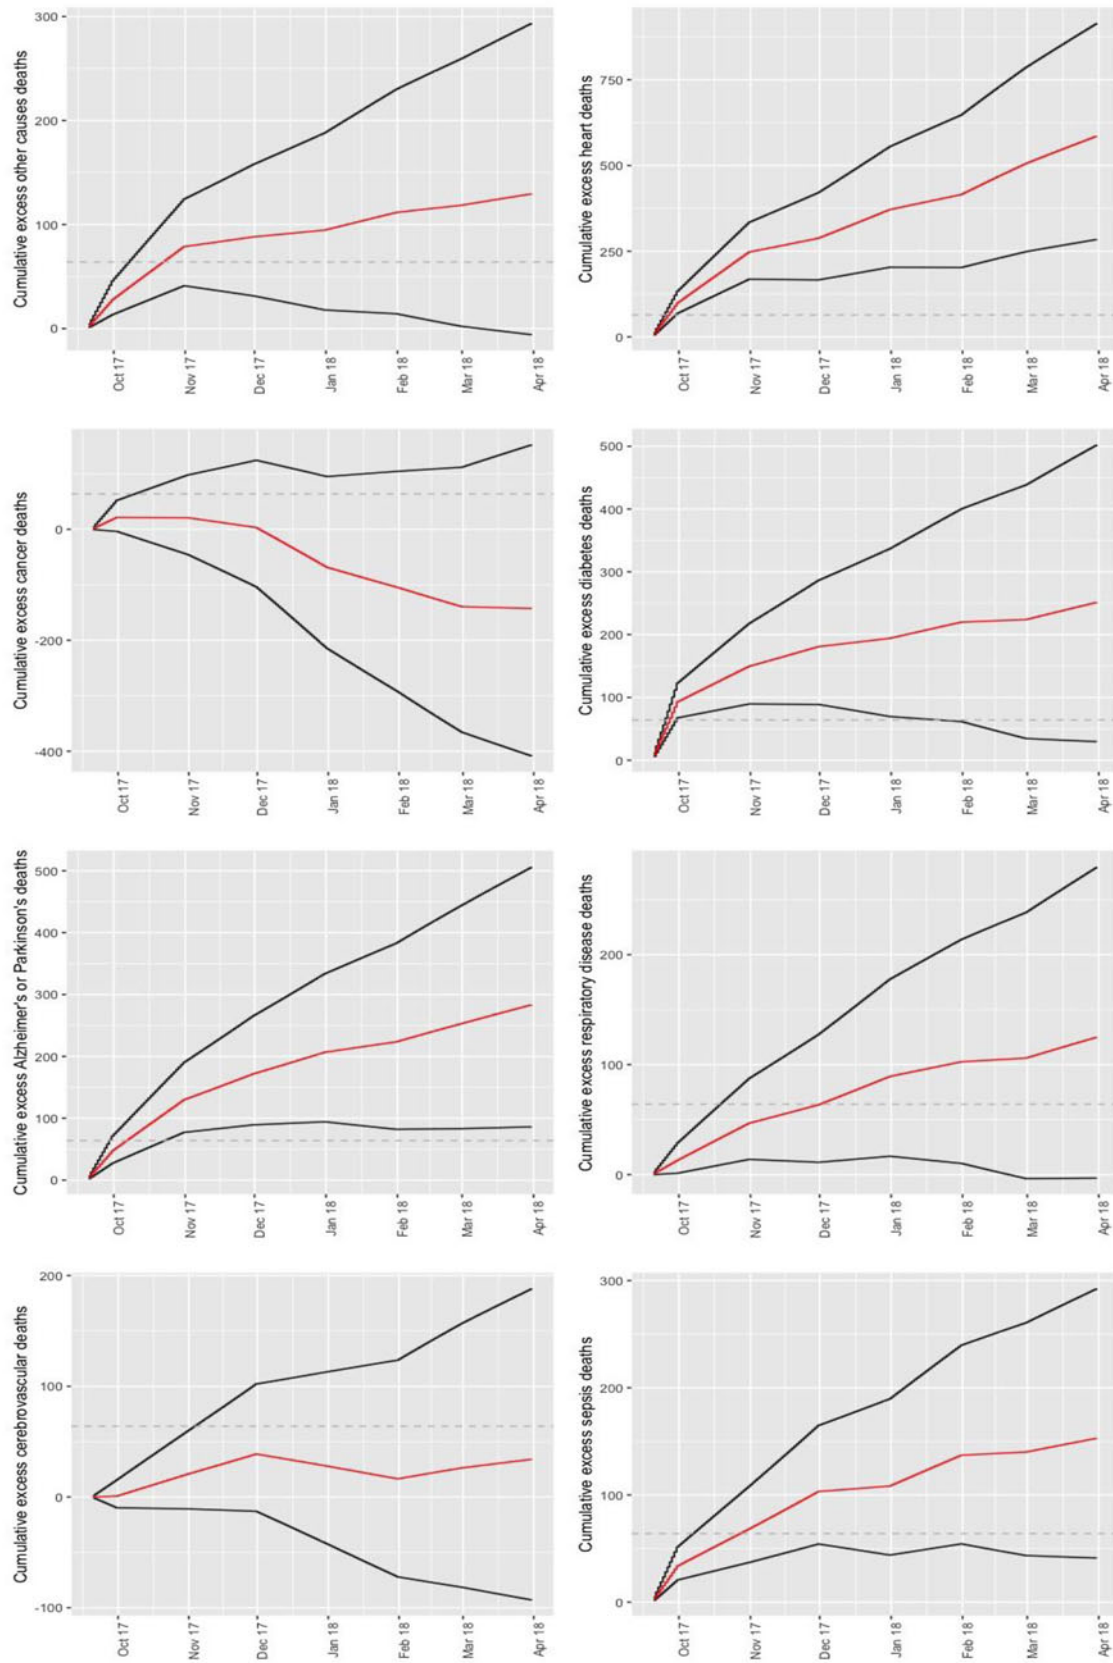 Cumulative excess other causes deaths
300
200
100
0
Oct 17 Nov 17 Dec 17 Jan 18 Feb 18 Mar 18 Apr 18
Cumulative excess heart deaths
750
500
250
0
Oct 17 Nov 17 Dec 17 Jan 18 Feb 18 Mar 18 Apr 18
Cumulative excess cancer deaths
0
-200
-400
Oct 17 Nov 17 Dec 17 Jan 18 Feb 18 Mar 18 Apr 18
Cumulative excess diabetes deaths
500
400
300
200
100
0
Oct 17 Nov 17 Dec 17 Jan 18 Feb 18 Mar 18 Apr 18
Cumulative excess Alzheimer's or Parkinson's deaths
500
400
300
200
100
0
Oct 17 Nov 17 Dec 17 Jan 18 Feb 18 Mar 18 Apr 18
Cumulative excess respiratory disease deaths
200
100
0
Oct 17 Nov 17 Dec 17 Jan 18 Feb 18 Mar 18 Apr 18
Cumulative excess cerebrovascular deaths
200
100
0
-100
Oct 17 Nov 17 Dec 17 Jan 18 Feb 18 Mar 18 Apr 18
Cumulative excess sepsis deaths
300
200
100
0
Oct 17 Nov 17 Dec 17 Jan 18 Feb 18 Mar 18 Apr 18